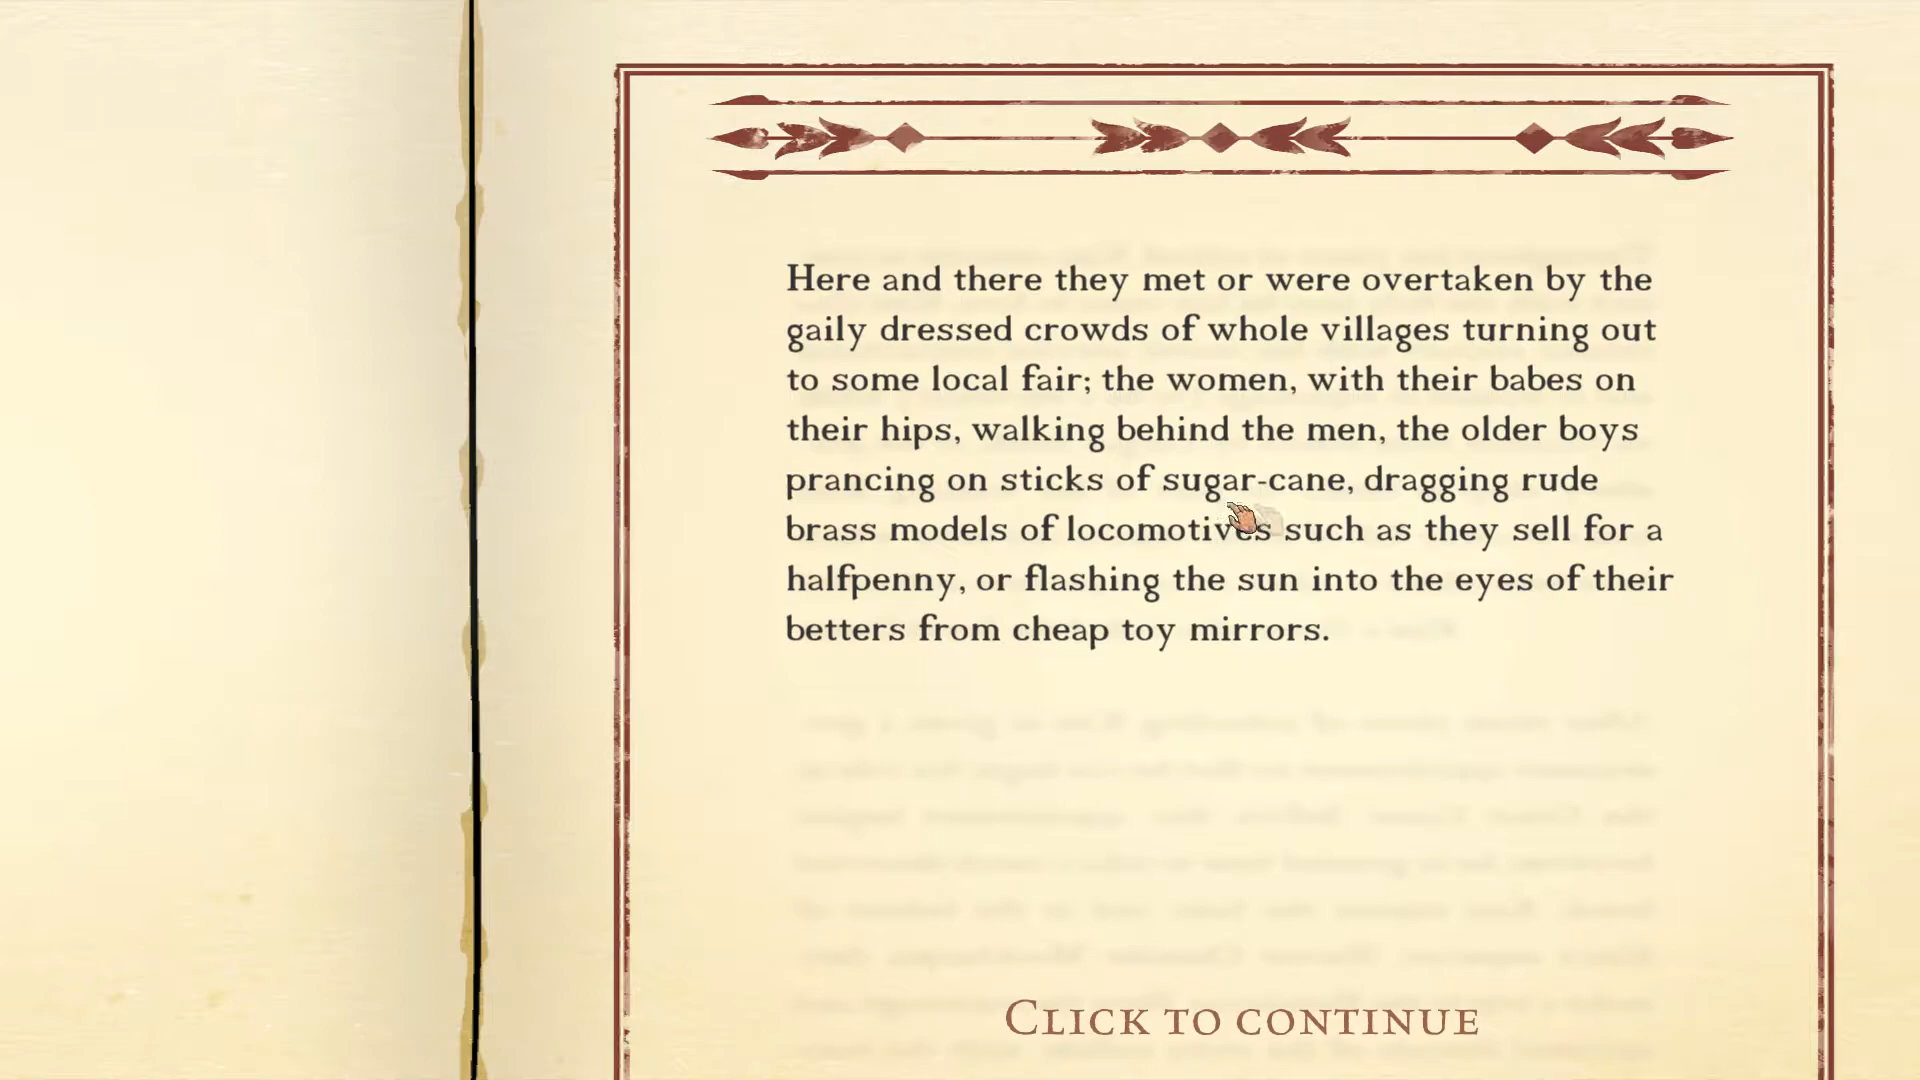 Here and there they met or were overtaken by the
gaily dressed crowds of whole villages turning out
to some local fair; the women, with their babes on
their hips, walking behind the men, the older boys
prancing on sticks of sugar-cane, dragging rude
brass models of locomotives such as they sell for a
halfpenny, or flashing the sun into the eyes of their
betters from cheap toy mirrors.
Click to continue